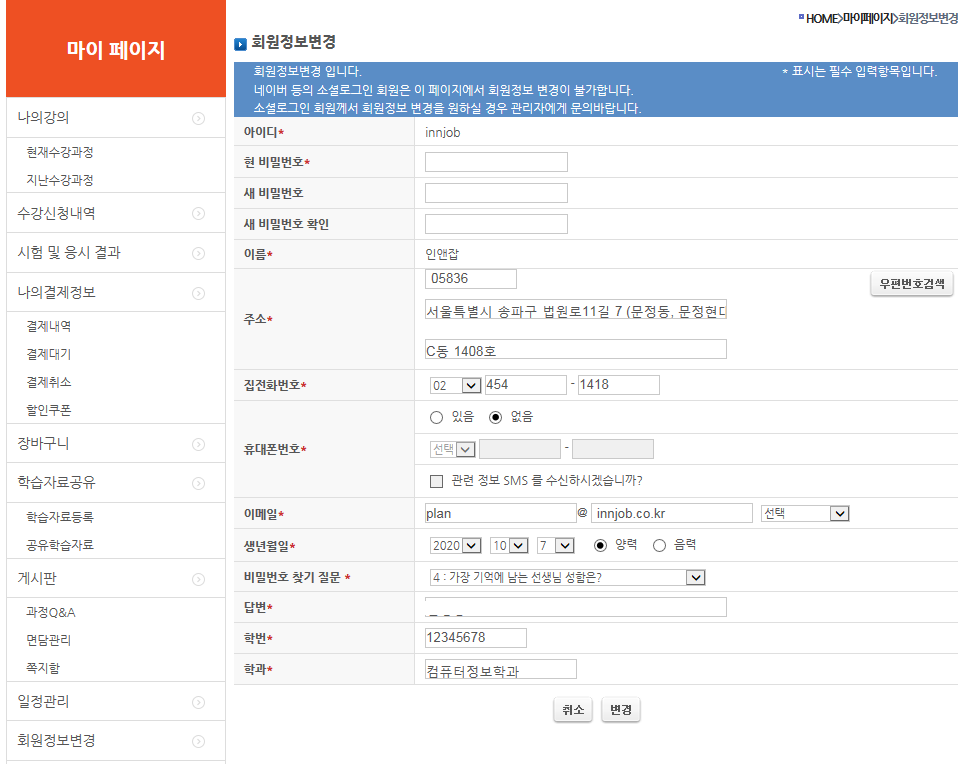 HOME>마이페이지>회원정보변경
마이 페이지
나의강의
현재수강과정
지난수강과정
수강신청내역
시험 및 응시 결과
나의결제정보
결제내역
결제대기
결제취소
할인쿠폰
장바구니
학습자료공유
학습자료등록
공유학습자료
게시판
과정Q&A
면담관리
쪽지함
일정관리
회원정보변경
회원정보변경
회원정보변경 입니다.
* 표시는 필수 입력항목입니다.
네이버 등의 소셜로그인 회원은 이 페이지에서 회원정보 변경이 불가합니다.
소셜로그인 회원께서 회원정보 변경을 원하실 경우 관리자에게 문의바랍니다.
아이디* innjob
현 비밀번호*
새 비밀번호
새 비밀번호 확인
이름* 인앤잡
05836 우편번호검색
주소* 서울특별시 송파구 법원로11길 7 (문정동, 문정현대
C동 1408호
집전화번호* 02 454 - 1418
있음 없음
휴대폰번호* 선택 -
관련 정보 SMS 를 수신하시겠습니까?
이메일* plan @ innjob.co.kr 선택
생년월일* 2020 10 7 양력 음력
비밀번호 찾기 질문 * 4 : 가장 기억에 남는 선생님 성함은?
답변*
학번* 12345678
학과* 컴퓨터정보학과
취소 변경